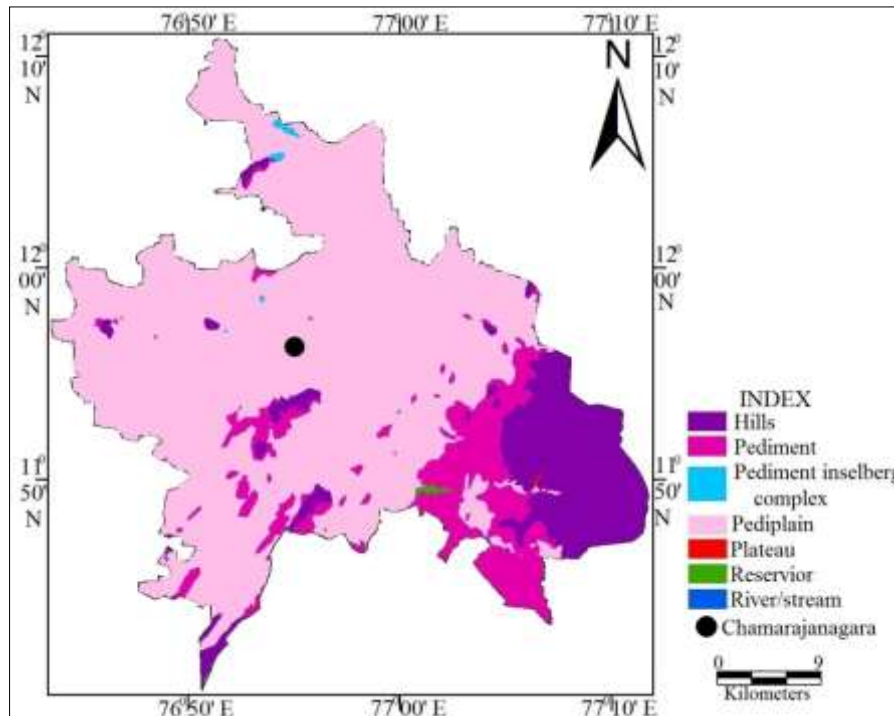 76°50' E 77°00' E 77°10' E
12°
10'
N
12°
10'
N
N
12°
00'
N
12°
00'
N
11°
50'
N
11°
50'
N
INDEX
Hills
Pediment
Pediment inselberg
complex
Pediplain
Plateau
Reservior
River/stream
Chamarajanagara
0 9
Kilometers
76°50' E 77°00' E 77°10' E